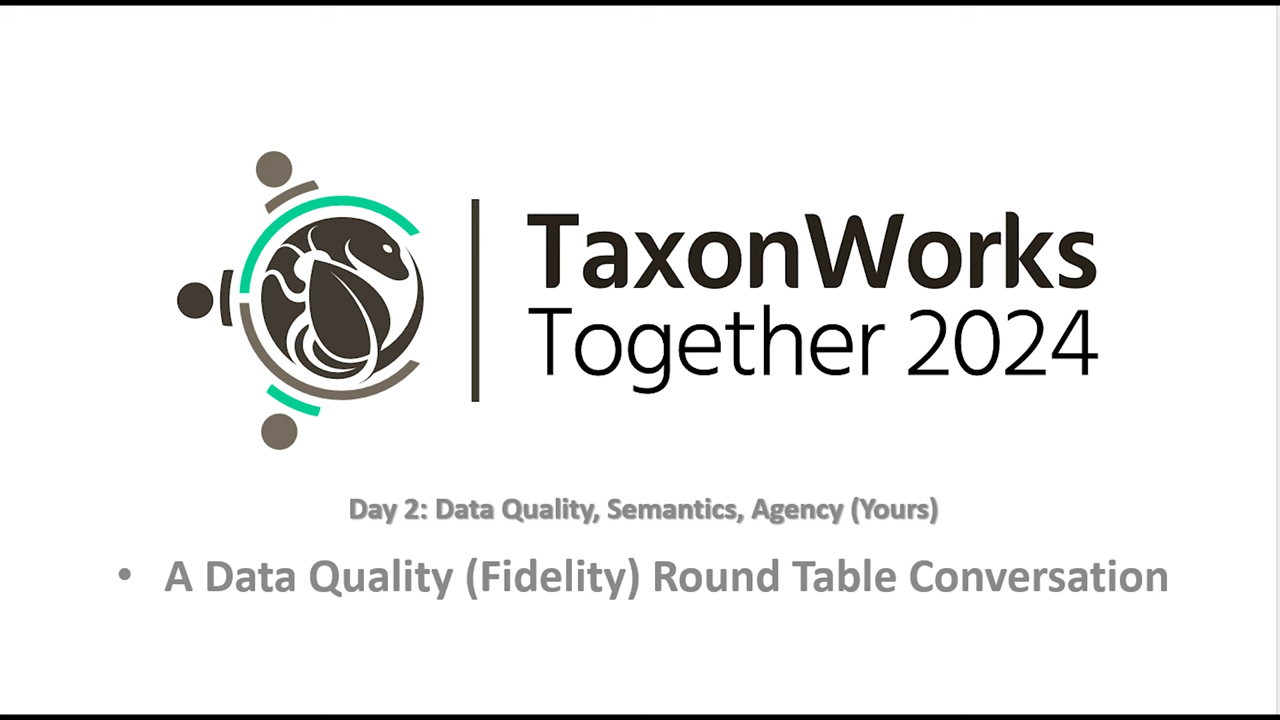 TaxonWorks
Together 2024
Day 2: Data Quality, Semantics, Agency (Yours)
• A Data Quality (Fidelity) Round Table Conversation